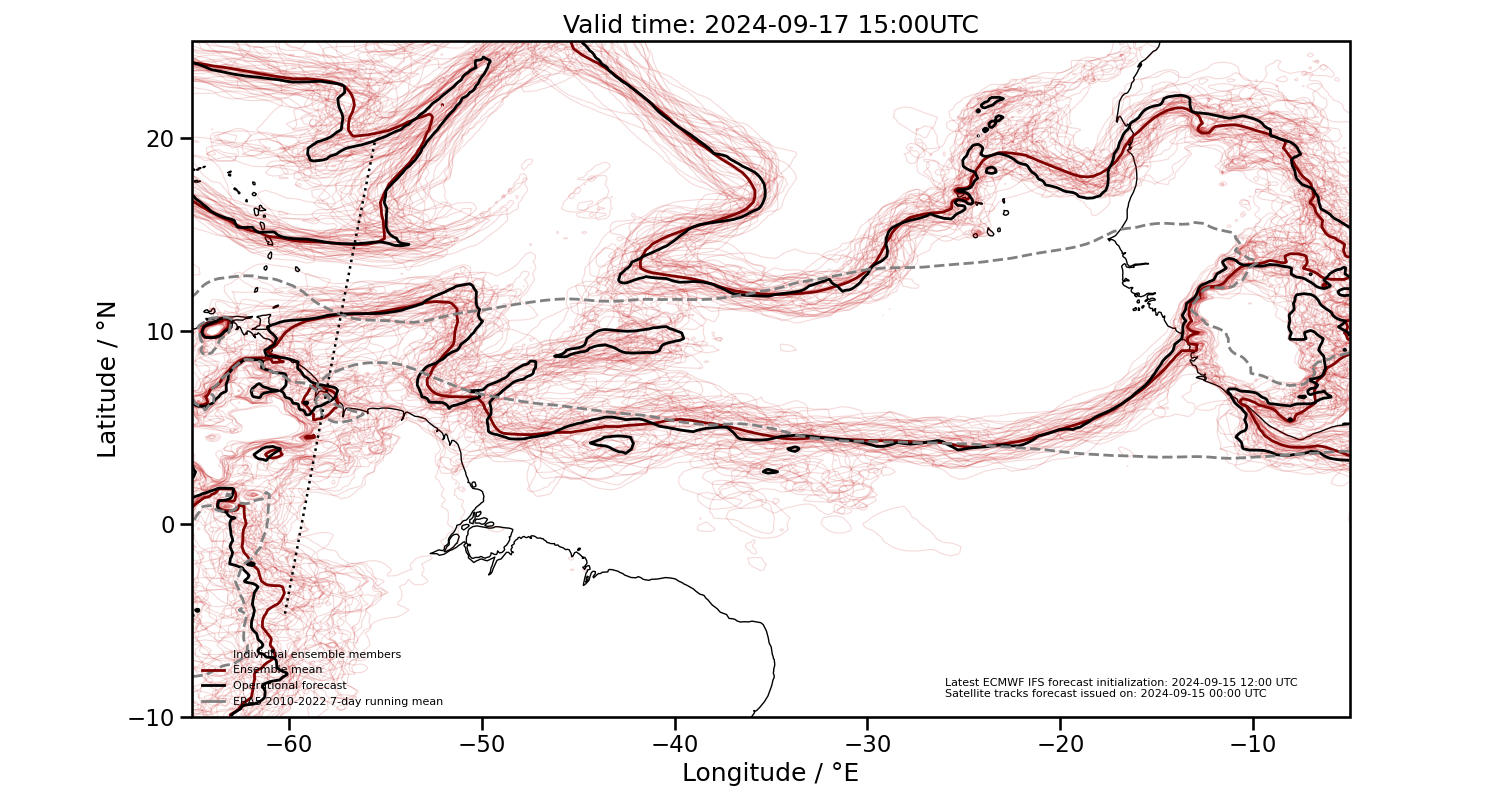 Valid time: 2024-09-17 15:00UTC
20
10
0
−10
Latitude / °N
−60
−50
−40
−30
−20
−10
Longitude / °E
Individual ensemble members
Ensemble mean
Operational forecast
ERA5 2010-2022 7-day running mean
Latest ECMWF IFS forecast initialization: 2024-09-15 12:00 UTC
Satellite tracks forecast issued on: 2024-09-15 00:00 UTC